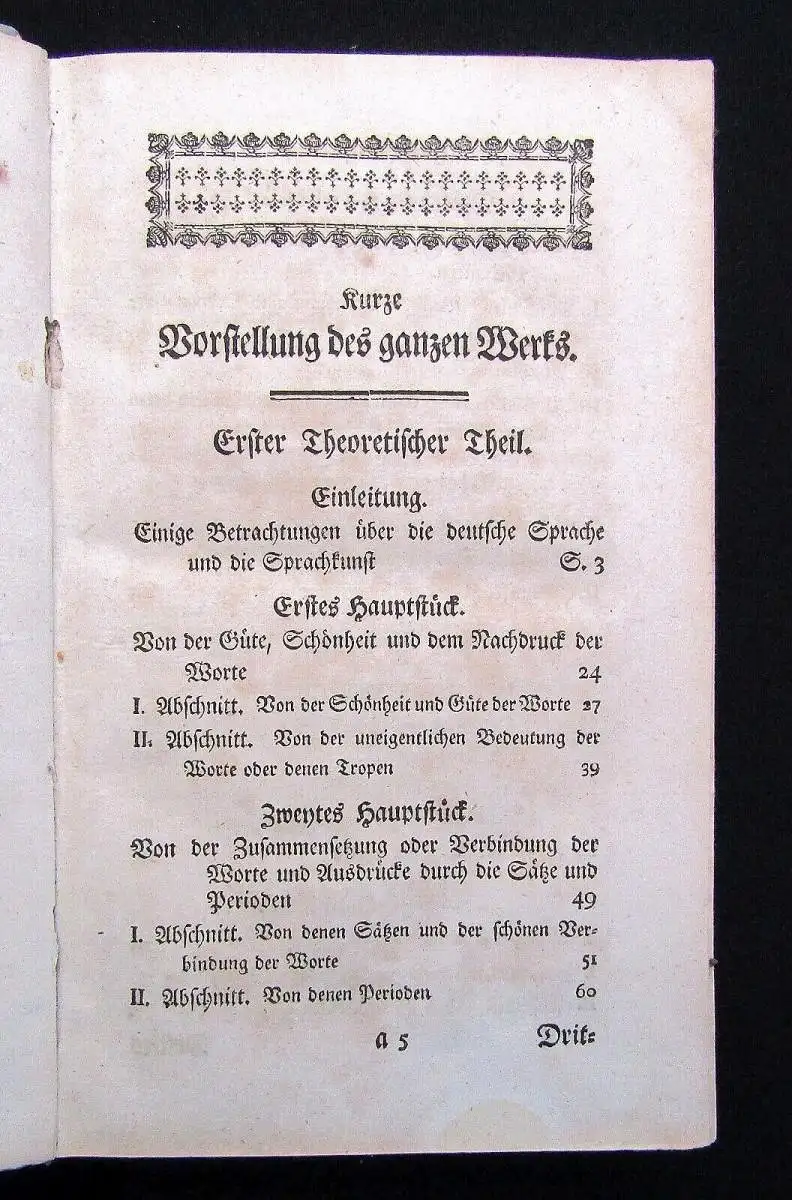 Kurze
Vorstellung des ganzen Werks.
Erster Theoretischer Theil.
Einleitung.
Einige Betrachtungen über die deutsche Sprache
und die Sprachkunst S. 3
Erstes Hauptstück.
Von der Güte, Schönheit und dem Nachdruck der
Worte 24
I. Abschnitt. Von der Schönheit und Güte der Worte 27
II. Abschnitt. Von der uneigentlichen Bedeutung der
Worte oder denen Tropen 39
Zweytes Hauptstück.
Von der Zusammensetzung oder Verbindung der
Worte und Ausdrücke durch die Sätze und
Perioden 49
I. Abschnitt. Von denen Sätzen und der schönen Ver-
bindung der Worte 51
II. Abschnitt. Von denen Perioden 60
a 5 Drit-